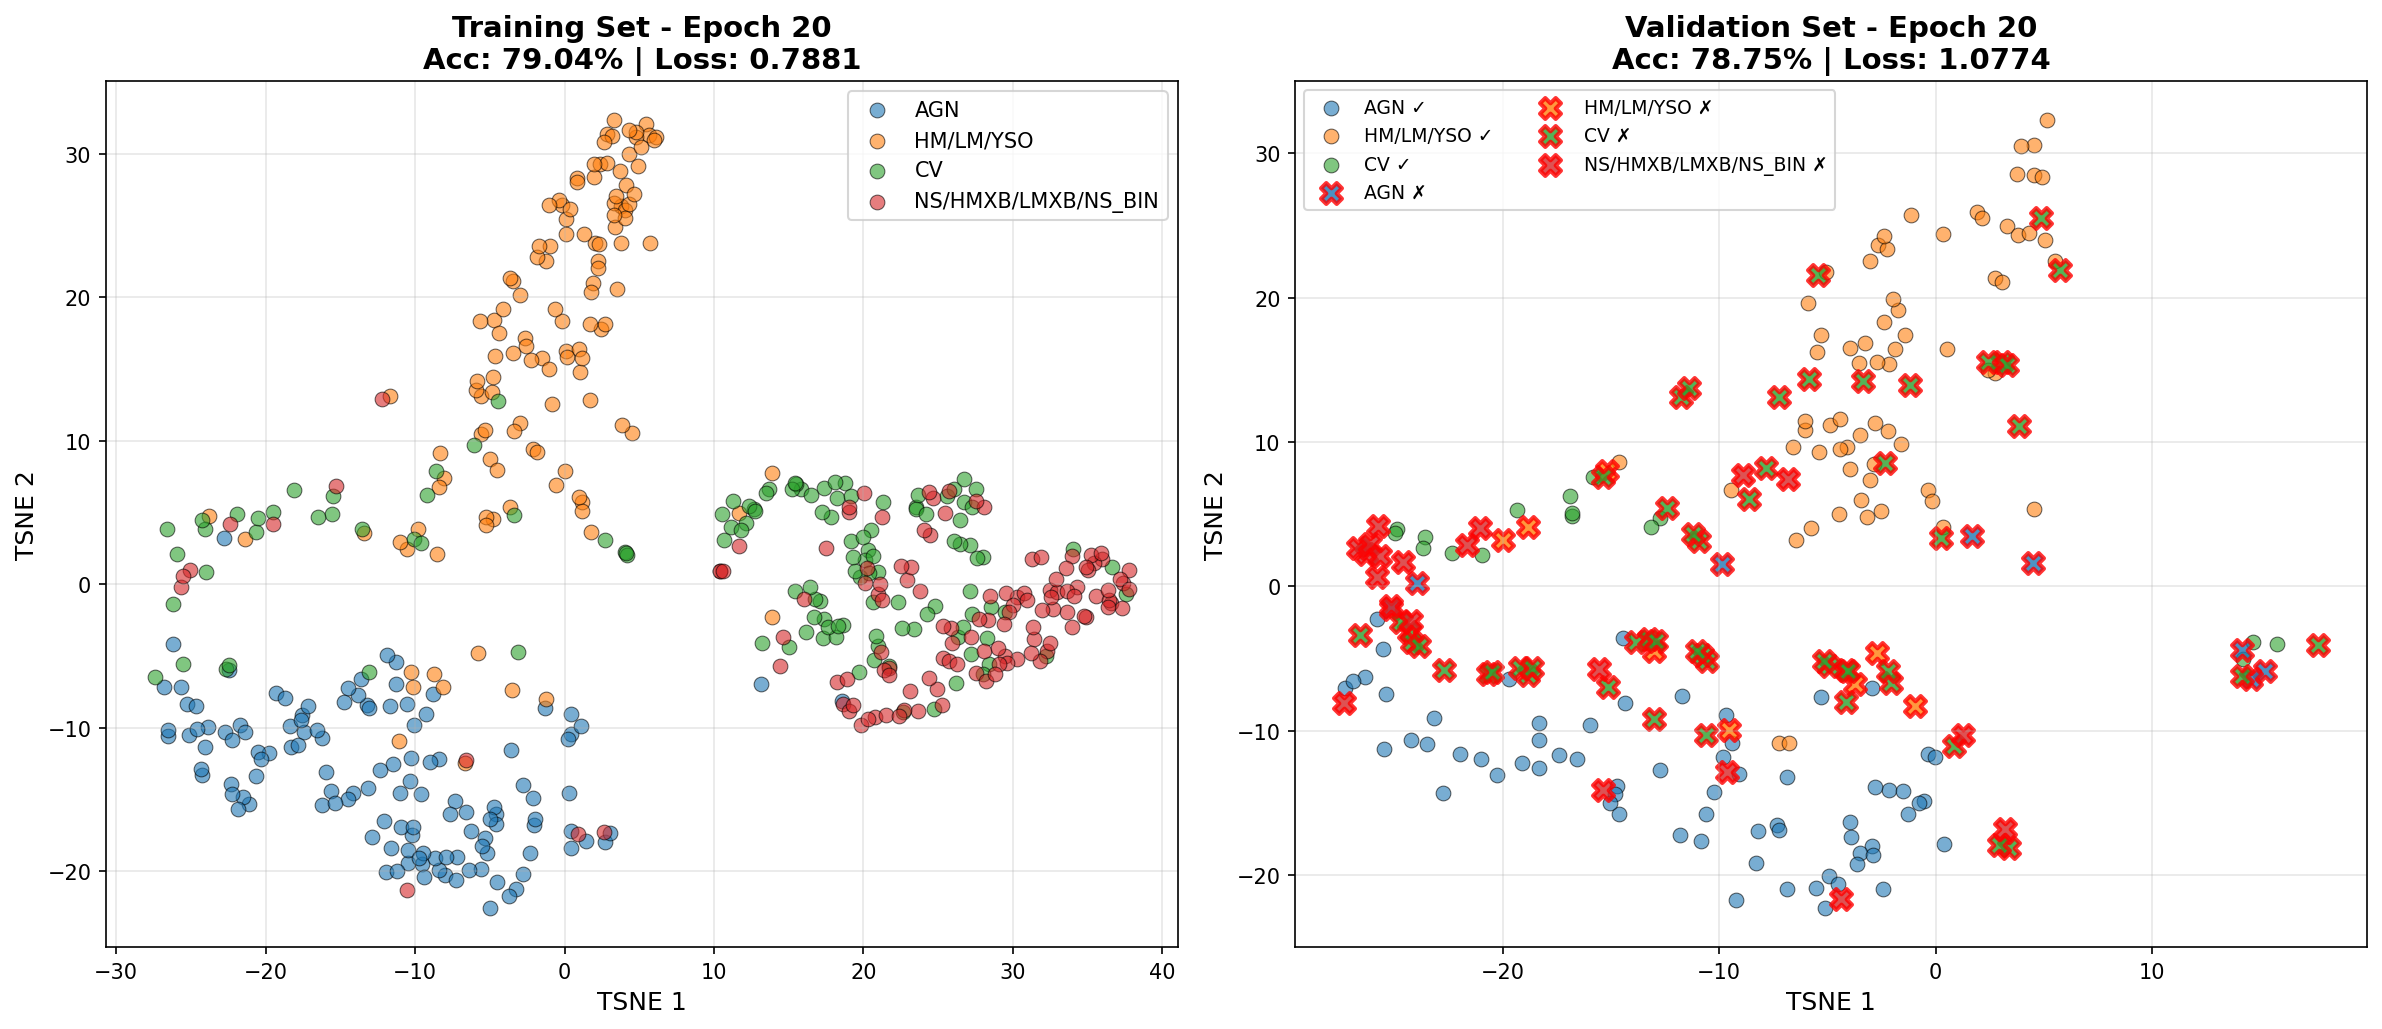 Training Set - Epoch 20
Acc: 79.04% | Loss: 0.7881
AGN
HM/LM/YSO
CV
NS/HMXB/LMXB/NS_BIN
30
20
10
0
−10
−20
TSNE 2
−30
−20
−10
0
10
20
30
40
TSNE 1
Validation Set - Epoch 20
Acc: 78.75% | Loss: 1.0774
AGN ✓
HM/LM/YSO ✓
CV ✓
AGN ✗
HM/LM/YSO ✗
CV ✗
NS/HMXB/LMXB/NS_BIN ✗
30
20
10
0
−10
−20
TSNE 2
−20
−10
0
10
TSNE 1